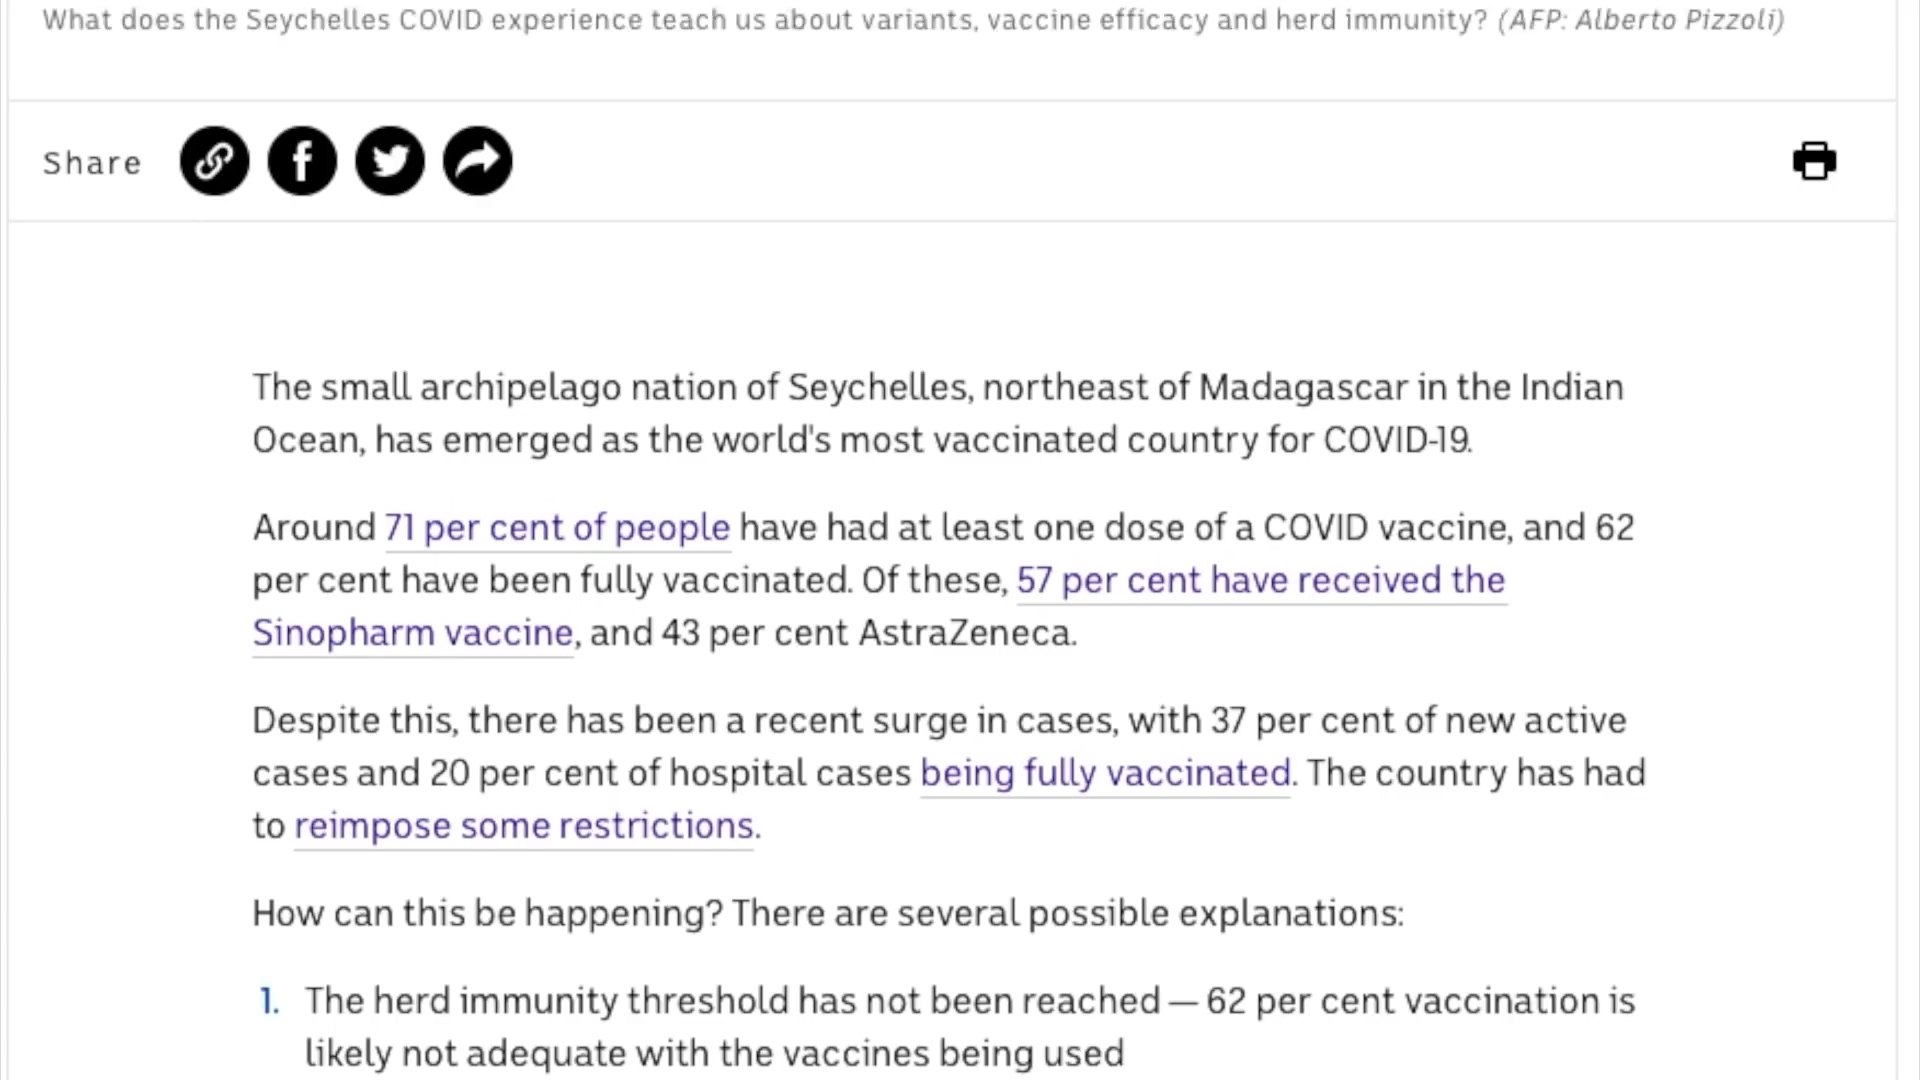 What does the Seychelles COVID experience teach us about variants, vaccine efficacy and herd immunity? (AFP: Alberto Pizzoli)
Share
The small archipelago nation of Seychelles, northeast of Madagascar in the Indian
Ocean, has emerged as the world's most vaccinated country for COVID-19.
Around 71 per cent of people have had at least one dose of a COVID vaccine, and 62
per cent have been fully vaccinated. Of these, 57 per cent have received the
Sinopharm vaccine, and 43 per cent AstraZeneca.
Despite this, there has been a recent surge in cases, with 37 per cent of new active
cases and 20 per cent of hospital cases being fully vaccinated. The country has had
to reimpose some restrictions.
How can this be happening? There are several possible explanations:
1. The herd immunity threshold has not been reached — 62 per cent vaccination is
likely not adequate with the vaccines being used